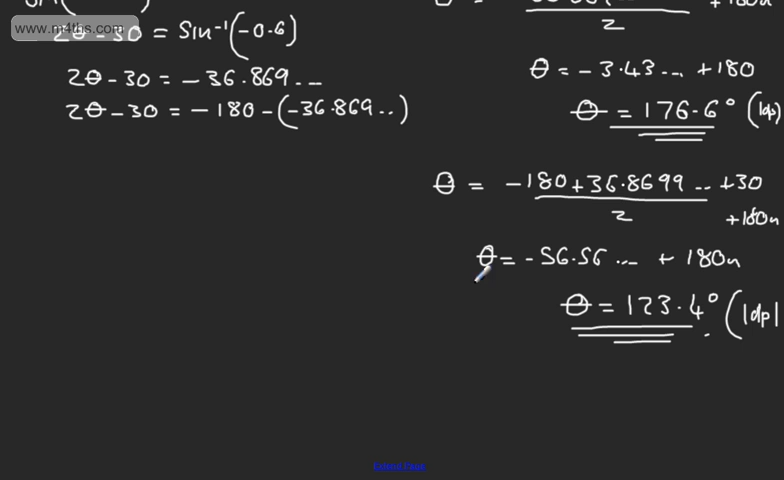 www.m4ths.com
2θ - 30 = Sin⁻¹(-0.6)
2θ - 30 = -36.869...
2θ - 30 = -180 - (-36.869..)
2
θ = -3.43... + 180
θ = 176.6° (1dp)
θ = -180 + 36.8699... + 30
2
+ 180n
θ = -56.56... + 180n
θ = 123.4° (1dp)